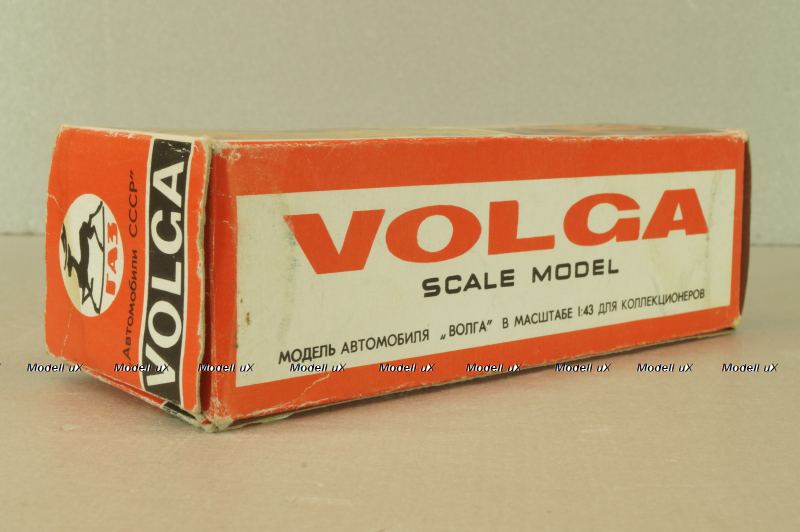 ГАЗ
Автомобили СССР"
VOLGA
VOLGA
SCALE MODEL
МОДЕЛЬ АВТОМОБИЛЯ „ВОЛГА" В МАСШТАБЕ 1:43 ДЛЯ КОЛЛЕКЦИОНЕРОВ
Modell uX Modell uX Modell uX Modell uX Modell uX Modell uX Modell uX Modell uX Modell uX